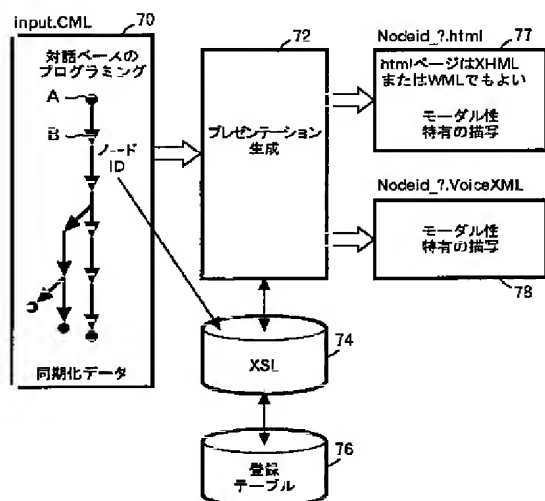 input.CML
70
対話ベースの
プログラミング
A
B
ノード
ID
同期化データ
72
プレゼンテーション
生成
Nodeid_?.html
77
htmlページはXHML
またはWMLでもよい
モーダル性
特有の描写
Nodeid_?.VoiceXML
モーダル性
特有の描写
78
74
XSL
76
登録
テーブル